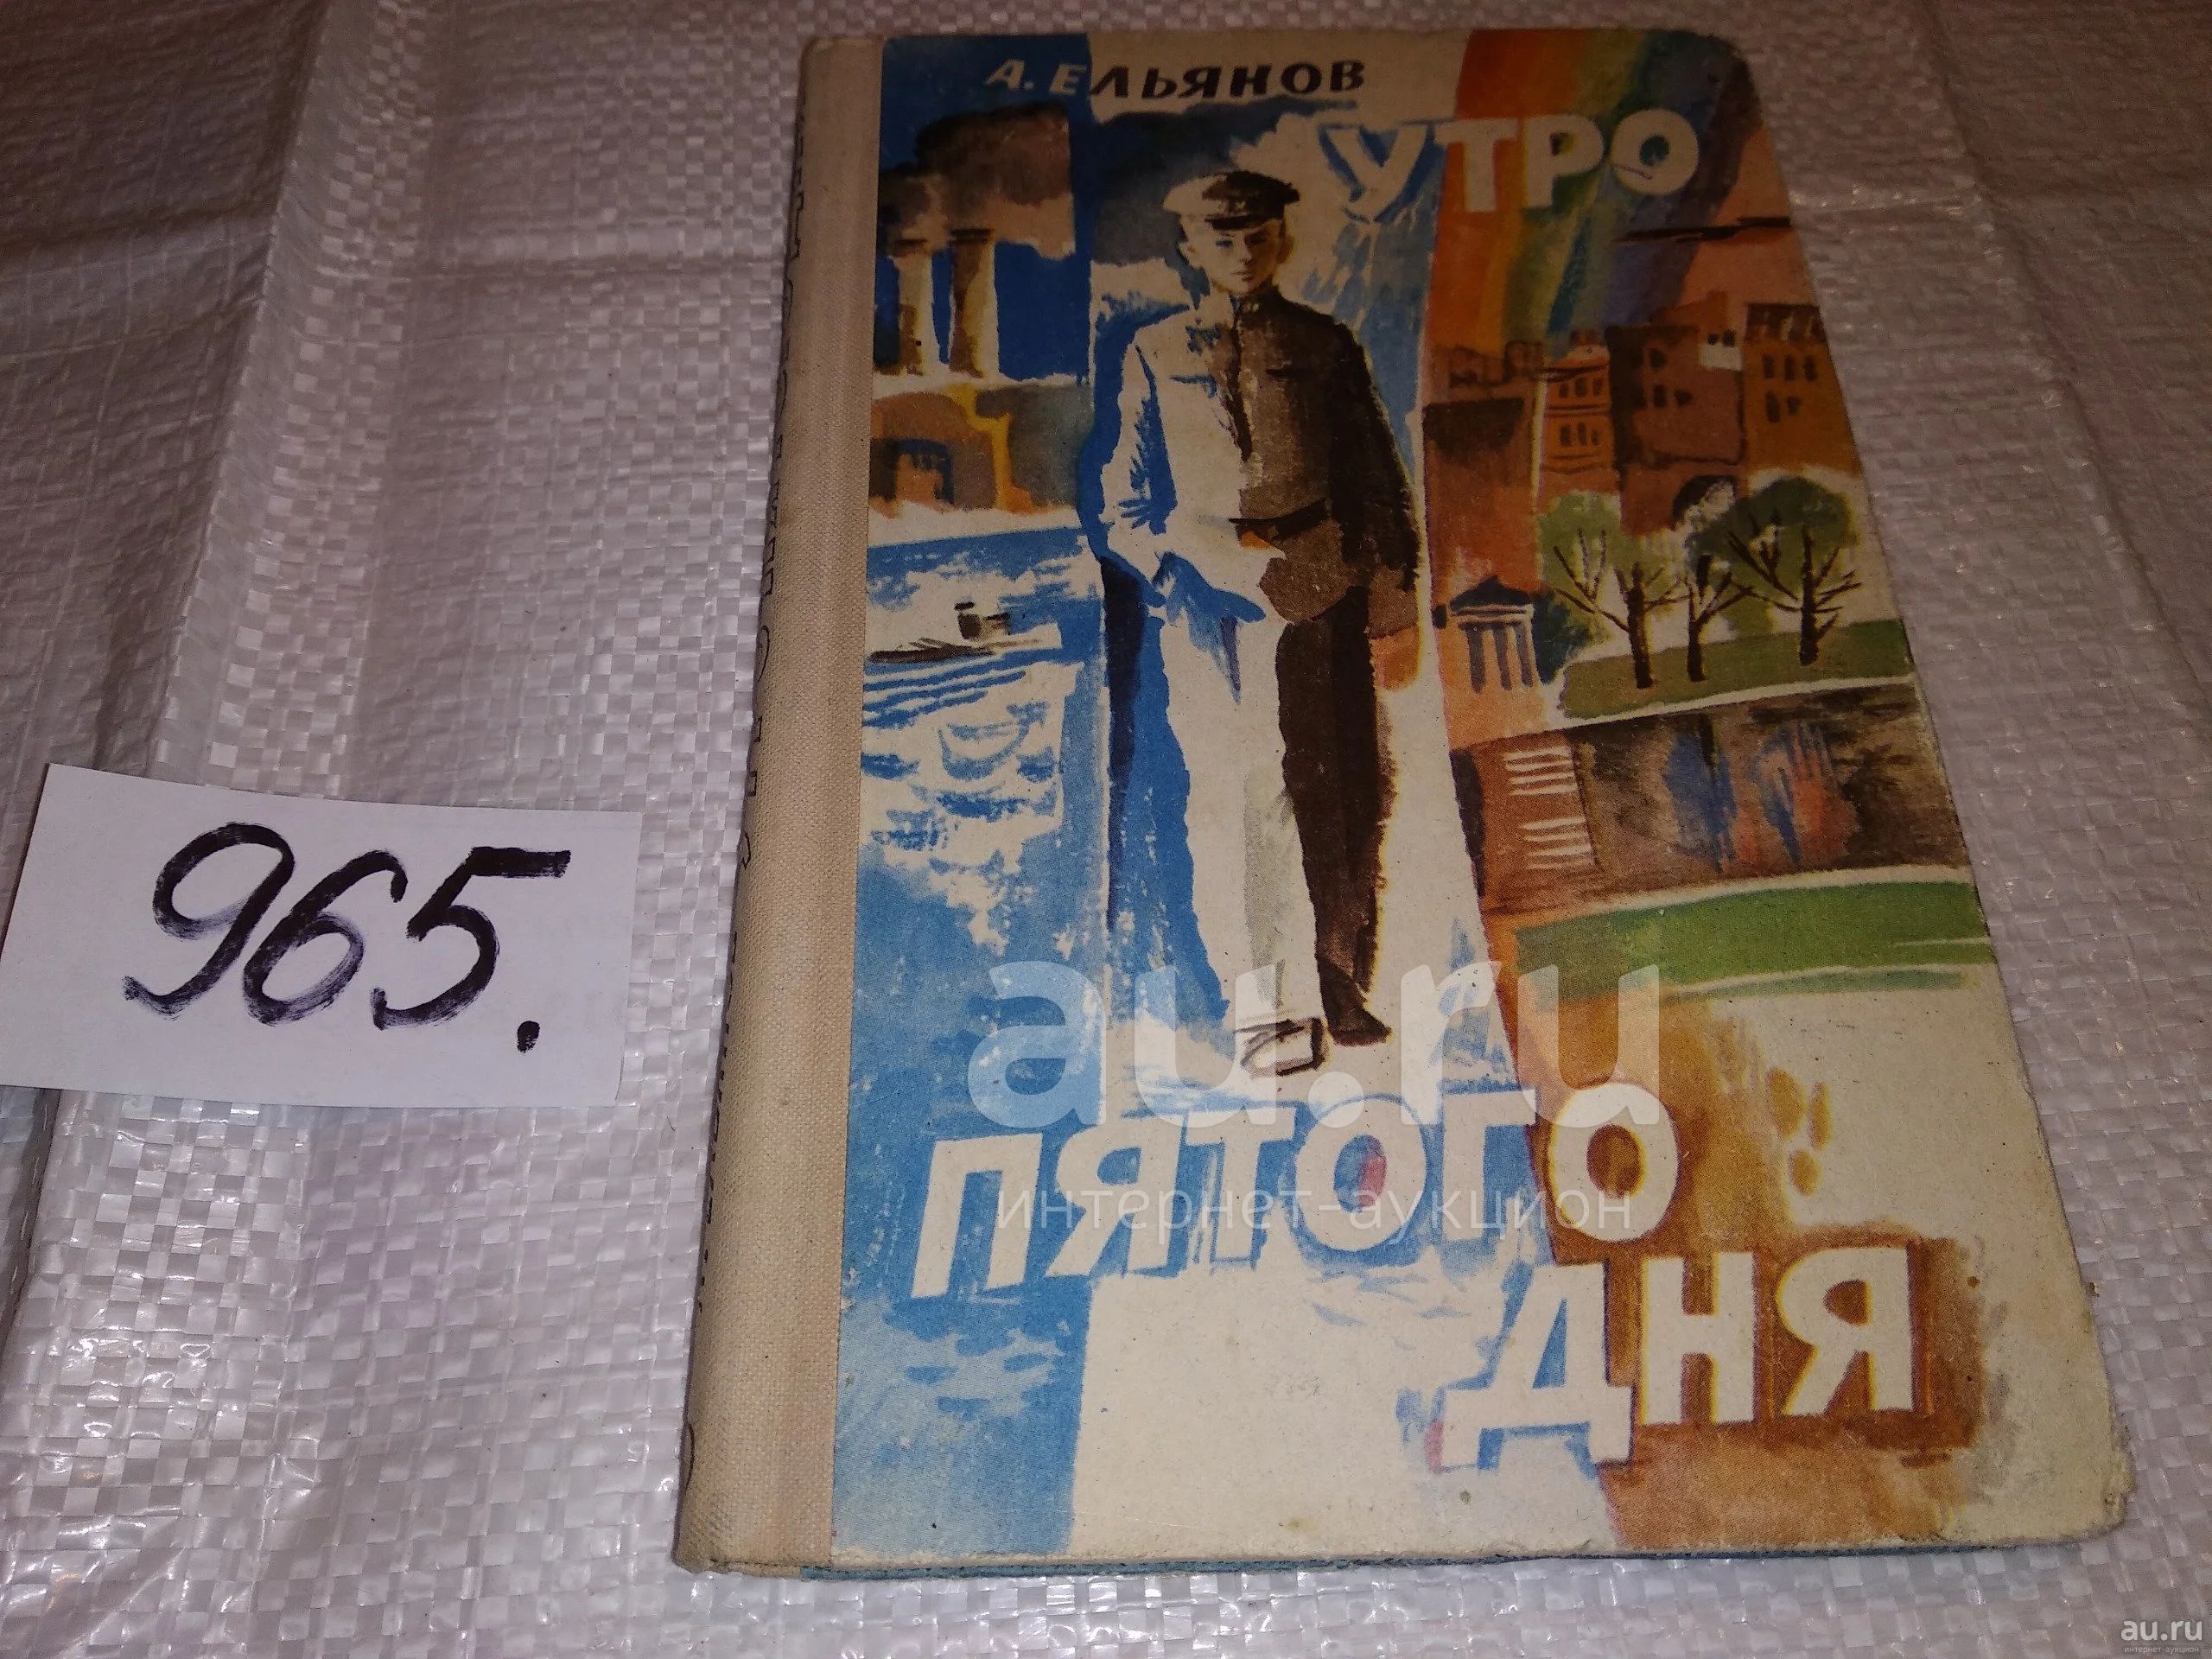 А. ЕЛЬЯНОВ
УТРО
965.
au.ru
ПЯТОГО
интернет-аукцион
ДНЯ
au.ru
интернет-аукцион